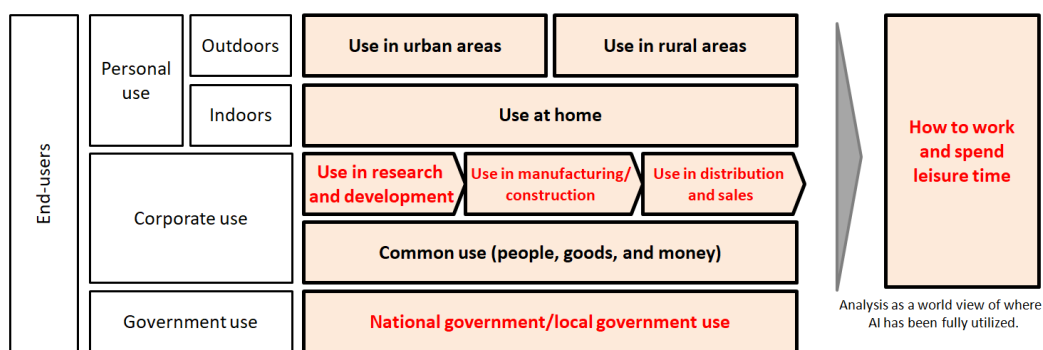 End-users
Personal
use
Outdoors
Use in urban areas
Use in rural areas
Indoors
Use at home
Corporate use
Use in research
and development
Use in manufacturing/
construction
Use in distribution
and sales
Common use (people, goods, and money)
Government use
National government/local government use
How to work
and spend
leisure time
Analysis as a world view of where
AI has been fully utilized.